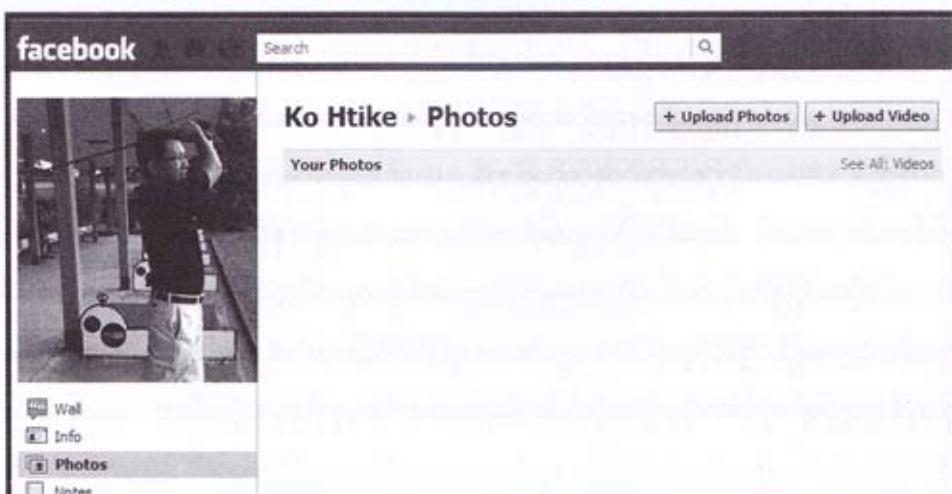 facebook
Search
Ko Htike ▸ Photos
+ Upload Photos
+ Upload Video
Your Photos
See All: Videos
Wall
Info
Photos
Notes